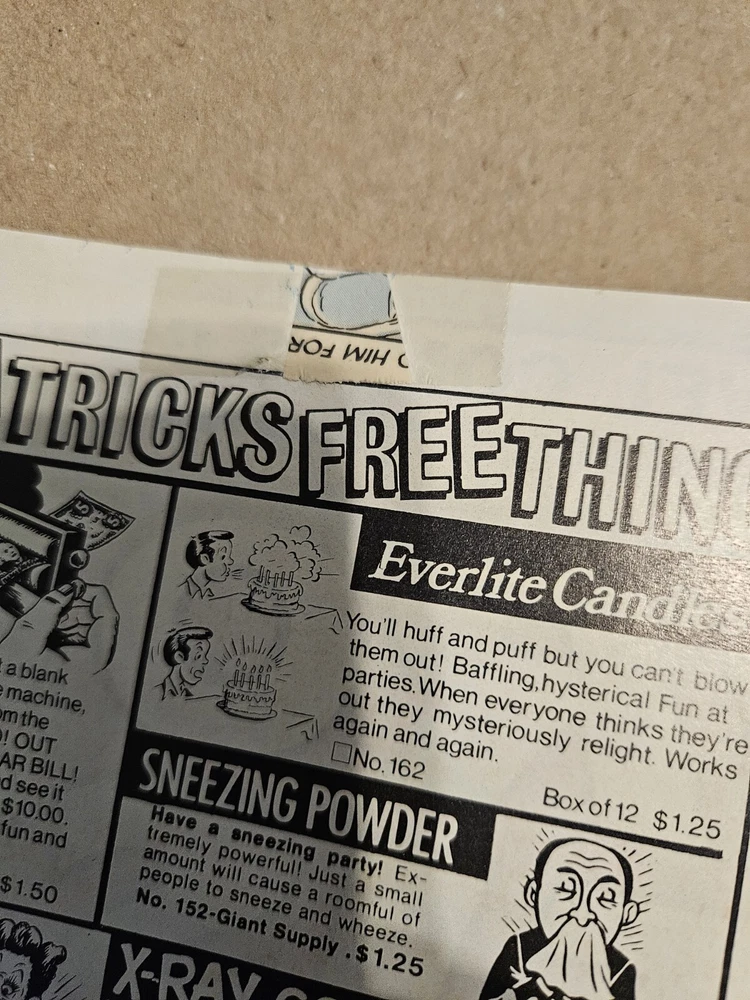 HIM FOR
TRICKS FREE THING
Everlite Candles
You'll huff and puff but you can't blow
them out! Baffling, hysterical Fun at
parties. When everyone thinks they're
out they mysteriously relight. Works
again and again.
No. 162
Box of 12 $1.25
a blank
machine,
om the
! OUT
AR BILL!
d see it
$10.00.
fun and
$1.50
SNEEZING POWDER
Have a sneezing party! Ex-
tremely powerful! Just a small
amount will cause a roomful of
people to sneeze and wheeze.
No. 152-Giant Supply . $1.25
X-RAY